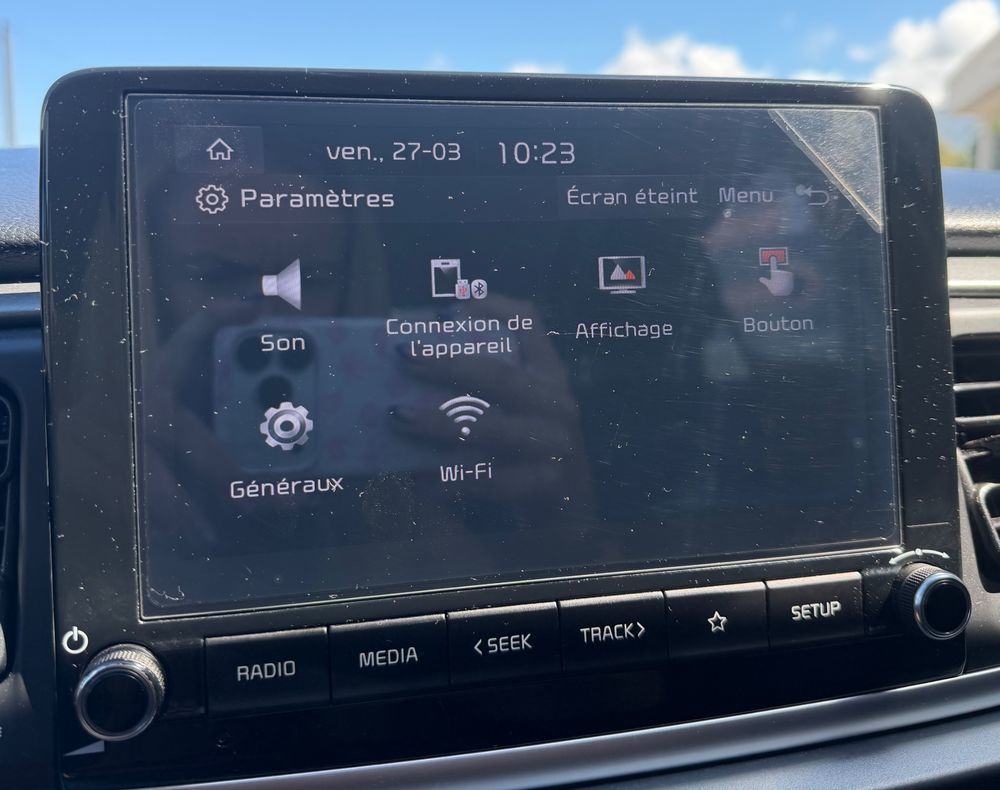 ven., 27-03 10:23
Paramètres Écran éteint Menu
Son
Connexion de
l'appareil
Affichage
Bouton
Généraux
Wi-Fi
RADIO MEDIA <SEEK TRACK> SETUP